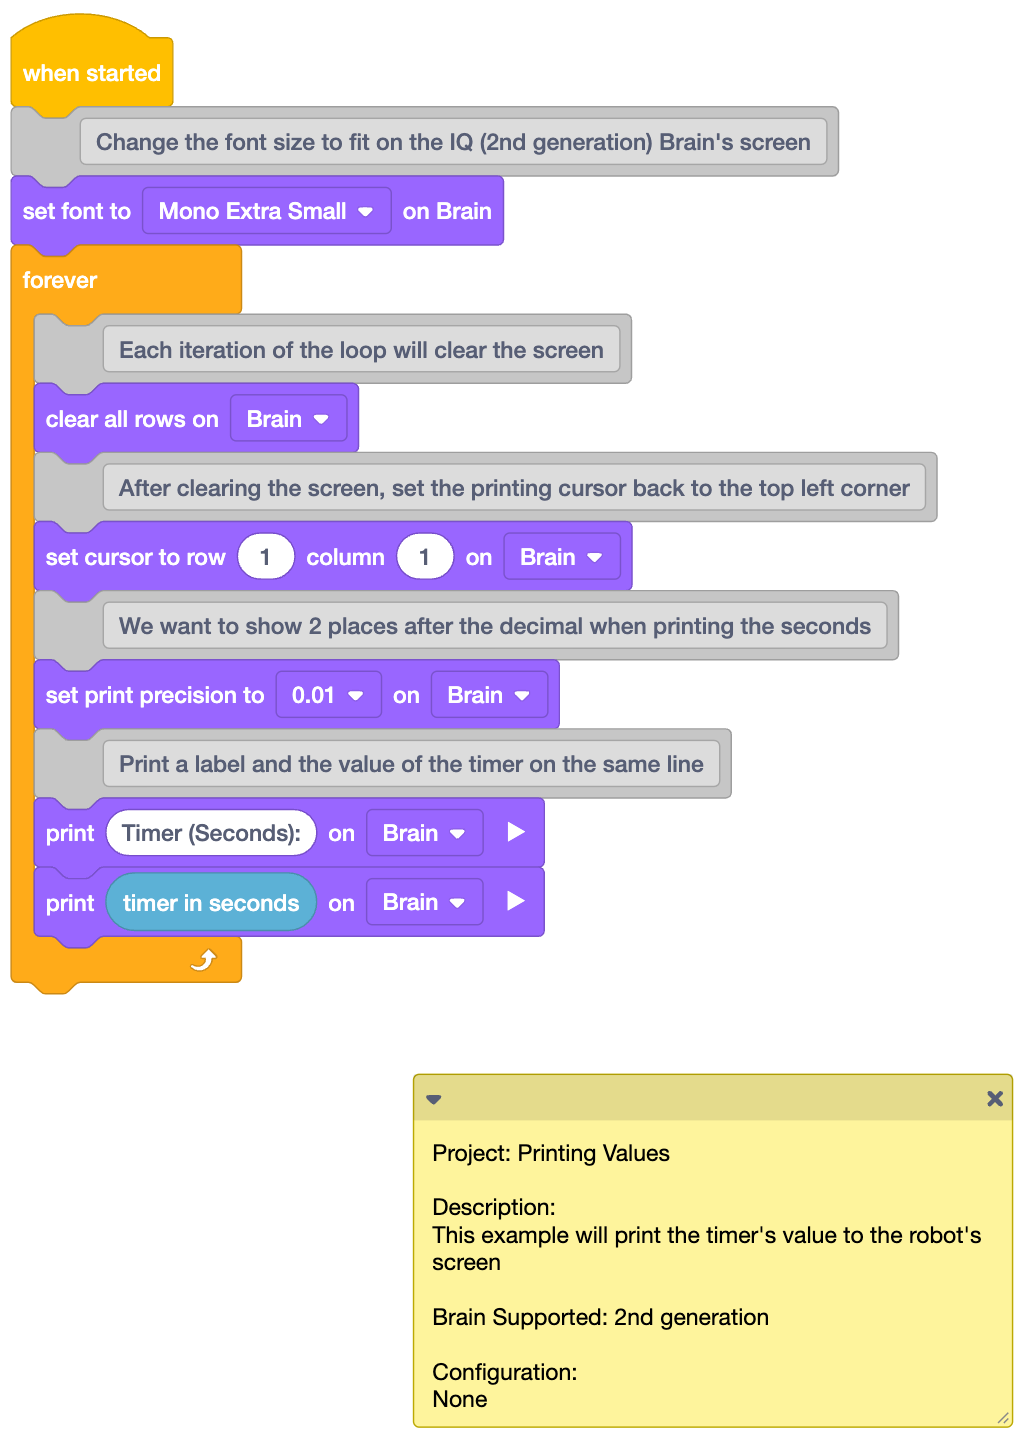 when started
Change the font size to fit on the IQ (2nd generation) Brain's screen
set font to Mono Extra Small on Brain
forever
Each iteration of the loop will clear the screen
clear all rows on Brain
After clearing the screen, set the printing cursor back to the top left corner
set cursor to row 1 column 1 on Brain
We want to show 2 places after the decimal when printing the seconds
set print precision to 0.01 on Brain
Print a label and the value of the timer on the same line
print Timer (Seconds): on Brain
print timer in seconds on Brain
Project: Printing Values
Description:
This example will print the timer's value to the robot's
screen
Brain Supported: 2nd generation
Configuration:
None